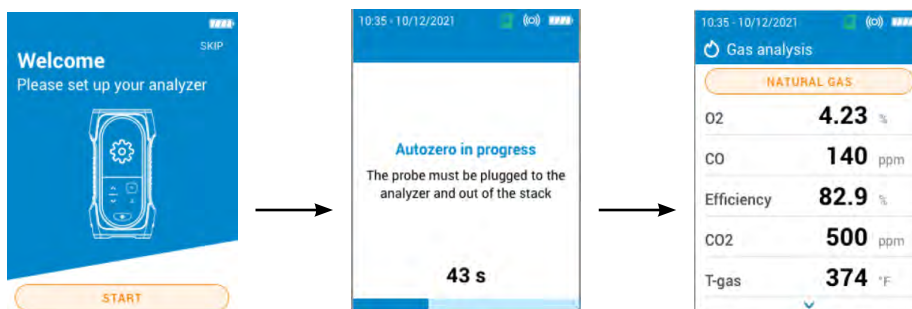 SKIP
Welcome
Please set up your analyzer
START
10:35 - 10/12/2021
Autozero in progress
The probe must be plugged to the
analyzer and out of the stack
43 s
10:35 - 10/12/2021
Gas analysis
NATURAL GAS
O2 4.23 %
CO 140 ppm
Efficiency 82.9 %
CO2 500 ppm
T-gas 374 °F